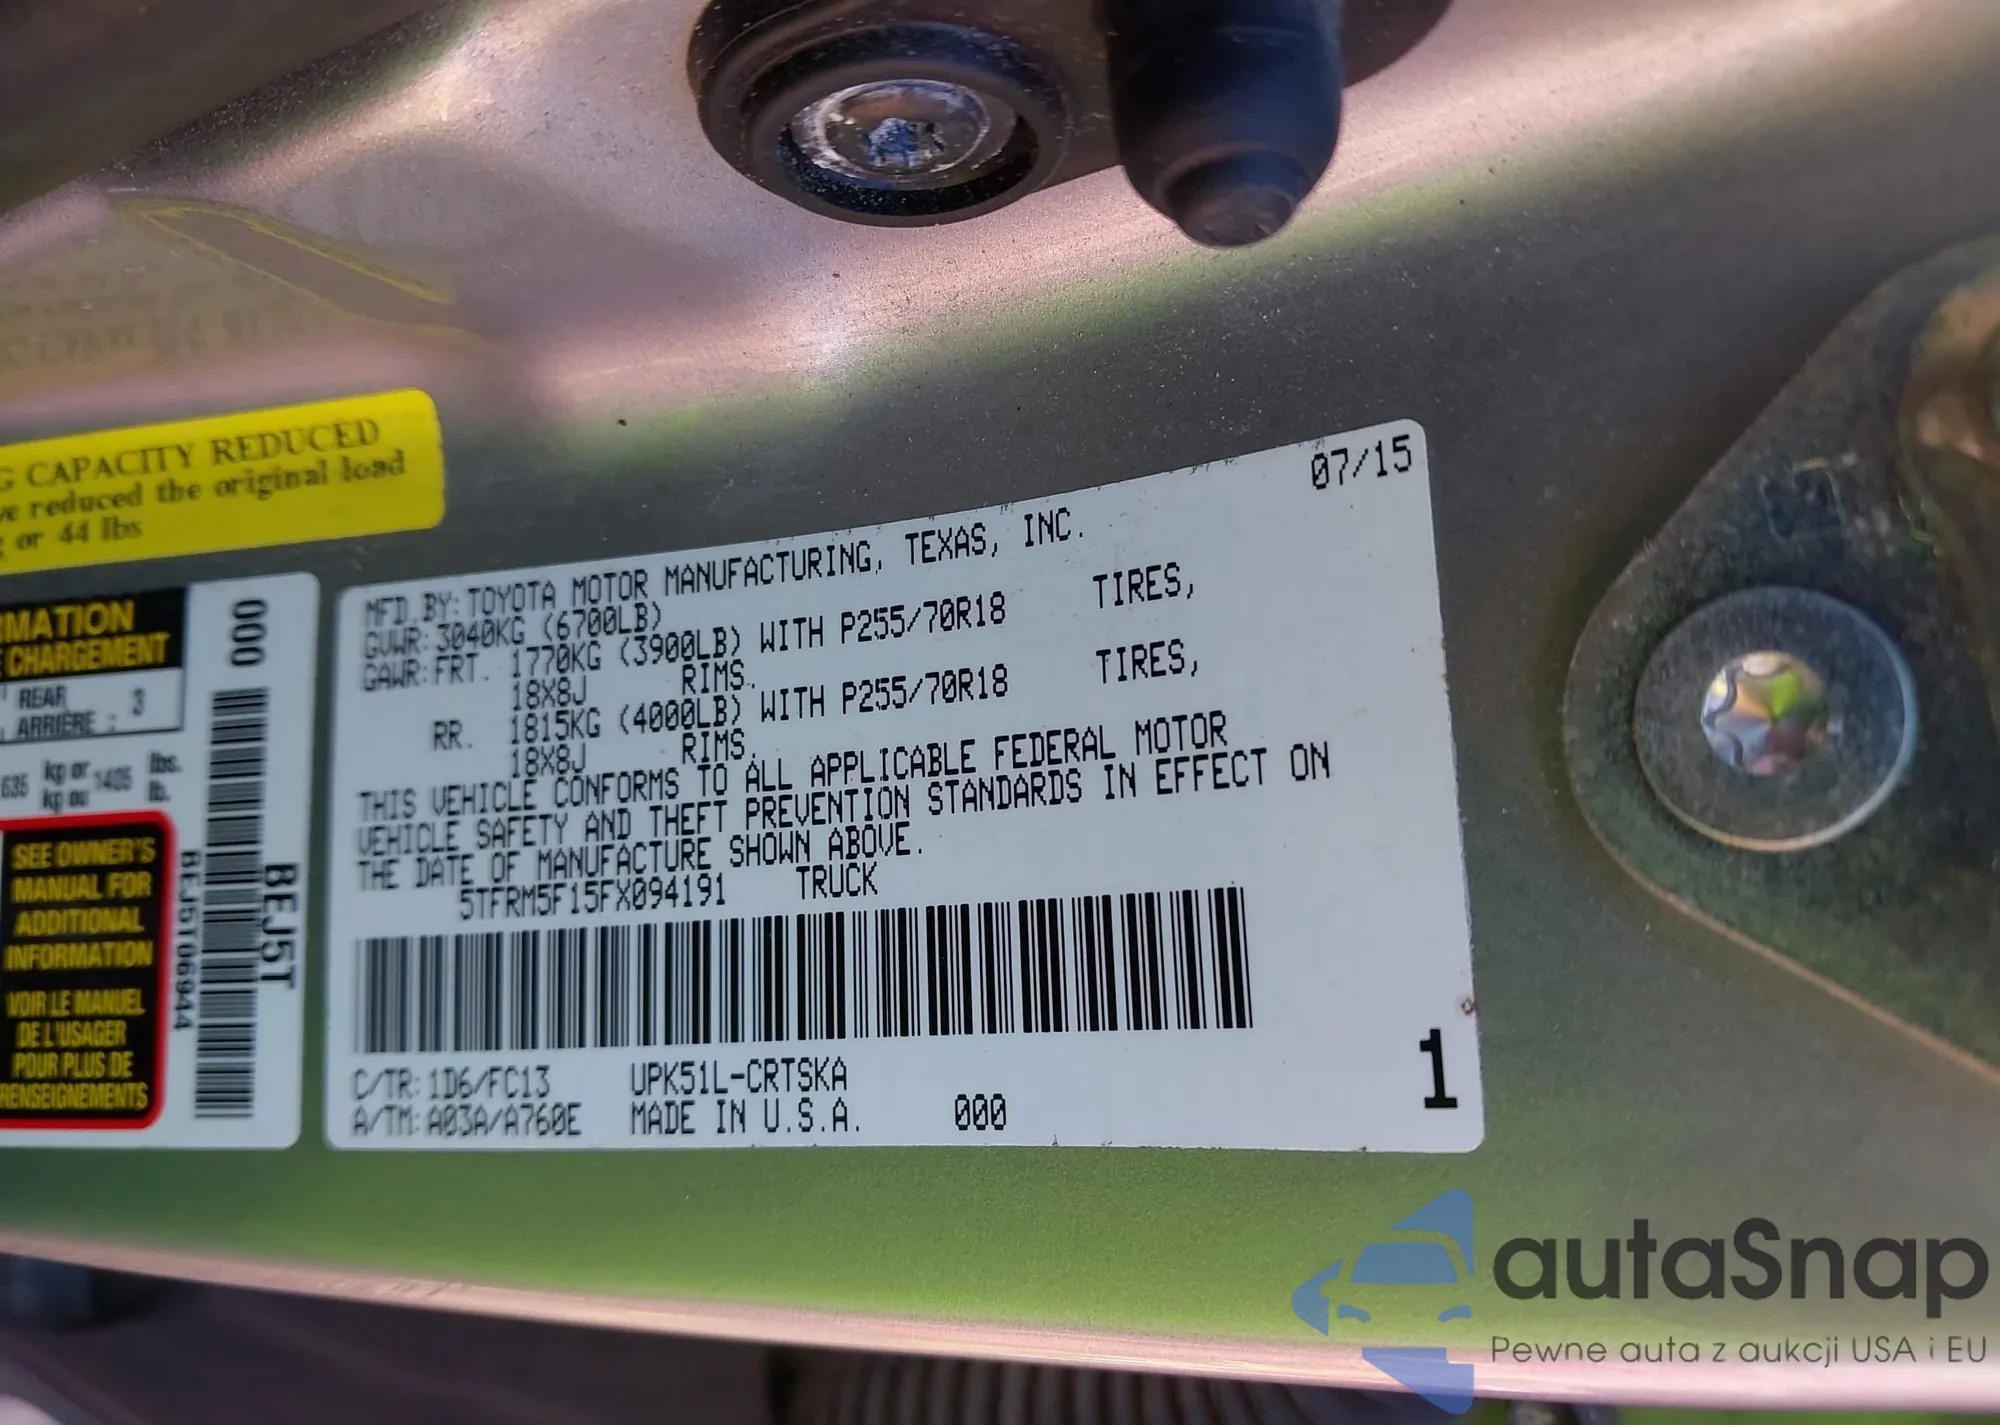 G CAPACITY REDUCED
ve reduced the original load
g or 44 lbs
RMATION
E CHARGEMENT
REAR
ARRIÈRE : 3
635 kg or 1405 lbs.
kg ou lb.
SEE OWNER'S
MANUAL FOR
ADDITIONAL
INFORMATION
VOIR LE MANUEL
DE L'USAGER
POUR PLUS DE
RENSEIGNEMENTS
000
BEJ5T
BEJ5106944
07/15
MFD.BY:TOYOTA MOTOR MANUFACTURING, TEXAS, INC.
GVWR:3040KG (6700LB)
GAWR:FRT. 1770KG (3900LB) WITH P255/70R18 TIRES,
18X8J RIMS.
RR. 1815KG (4000LB) WITH P255/70R18 TIRES,
18X8J RIMS.
THIS VEHICLE CONFORMS TO ALL APPLICABLE FEDERAL MOTOR
VEHICLE SAFETY AND THEFT PREVENTION STANDARDS IN EFFECT ON
THE DATE OF MANUFACTURE SHOWN ABOVE.
5TFRM5F15FX094191 TRUCK
C/TR:1D6/FC13 UPK51L-CRTSKA
A/TM:A03A/A760E MADE IN U.S.A. 000
1
autaSnap
Pewne auta z aukcji USA i EU